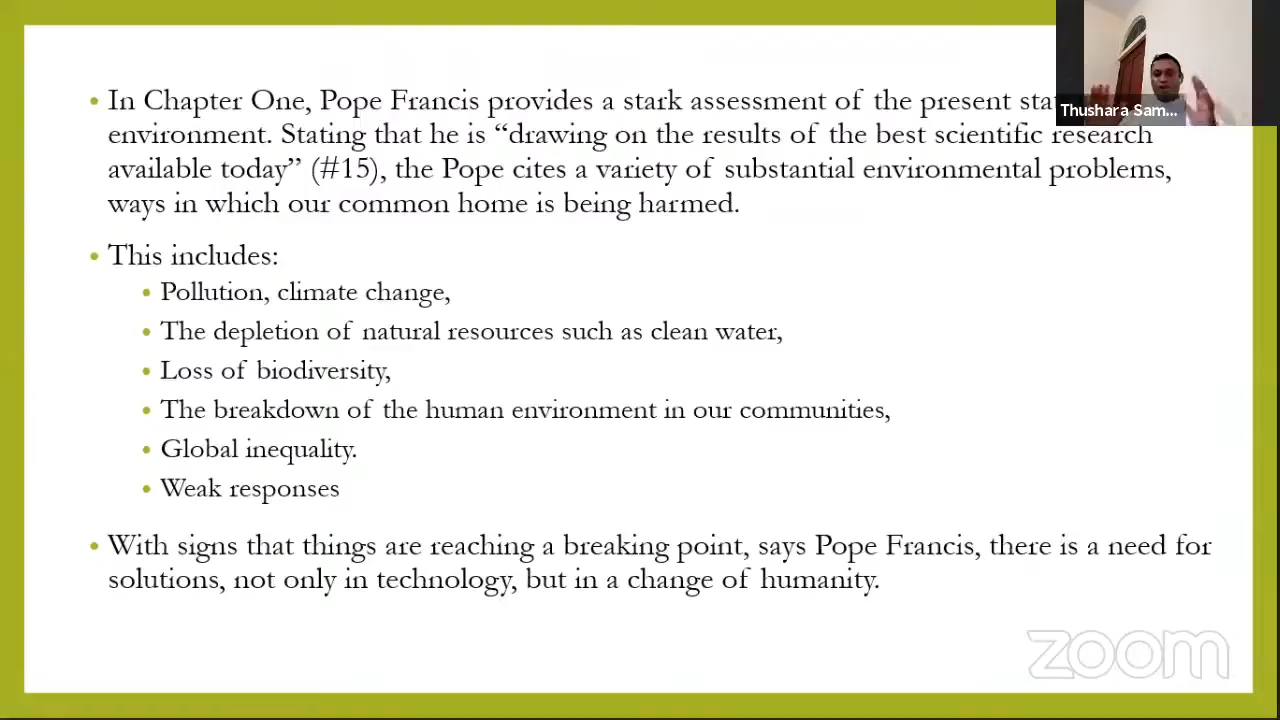 • In Chapter One, Pope Francis provides a stark assessment of the present
environment. Stating that he is “drawing on the results of the best scientific research
available today” (#15), the Pope cites a variety of substantial environmental problems,
ways in which our common home is being harmed.
• This includes:
• Pollution, climate change,
• The depletion of natural resources such as clean water,
• Loss of biodiversity,
• The breakdown of the human environment in our communities,
• Global inequality.
• Weak responses
• With signs that things are reaching a breaking point, says Pope Francis, there is a need for
solutions, not only in technology, but in a change of humanity.
Thushara Sam...
zoom